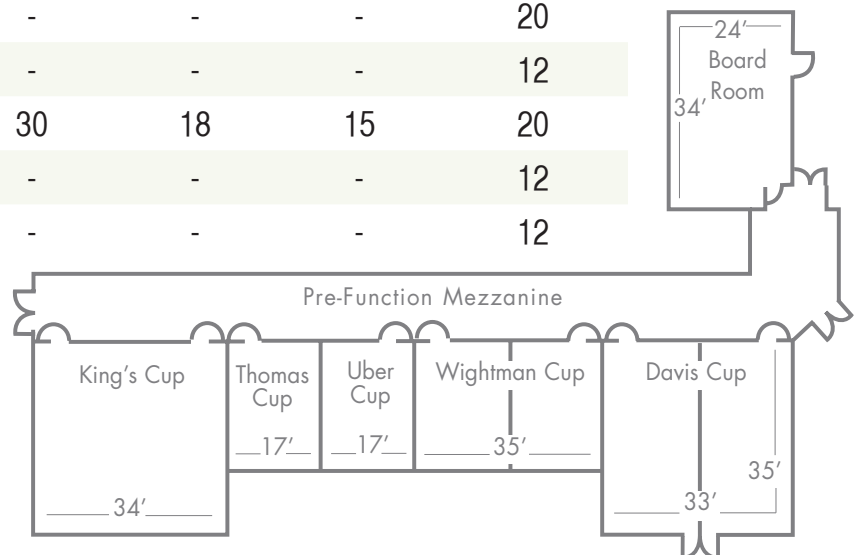 - - - 20
- - - 12
30 18 15 20
- - - 12
- - - 12
24′
Board
Room
34′
Pre-Function Mezzanine
King’s Cup
Thomas
Cup
Uber
Cup
Wightman Cup
Davis Cup
17′
17′
35′
35′
34′
33′